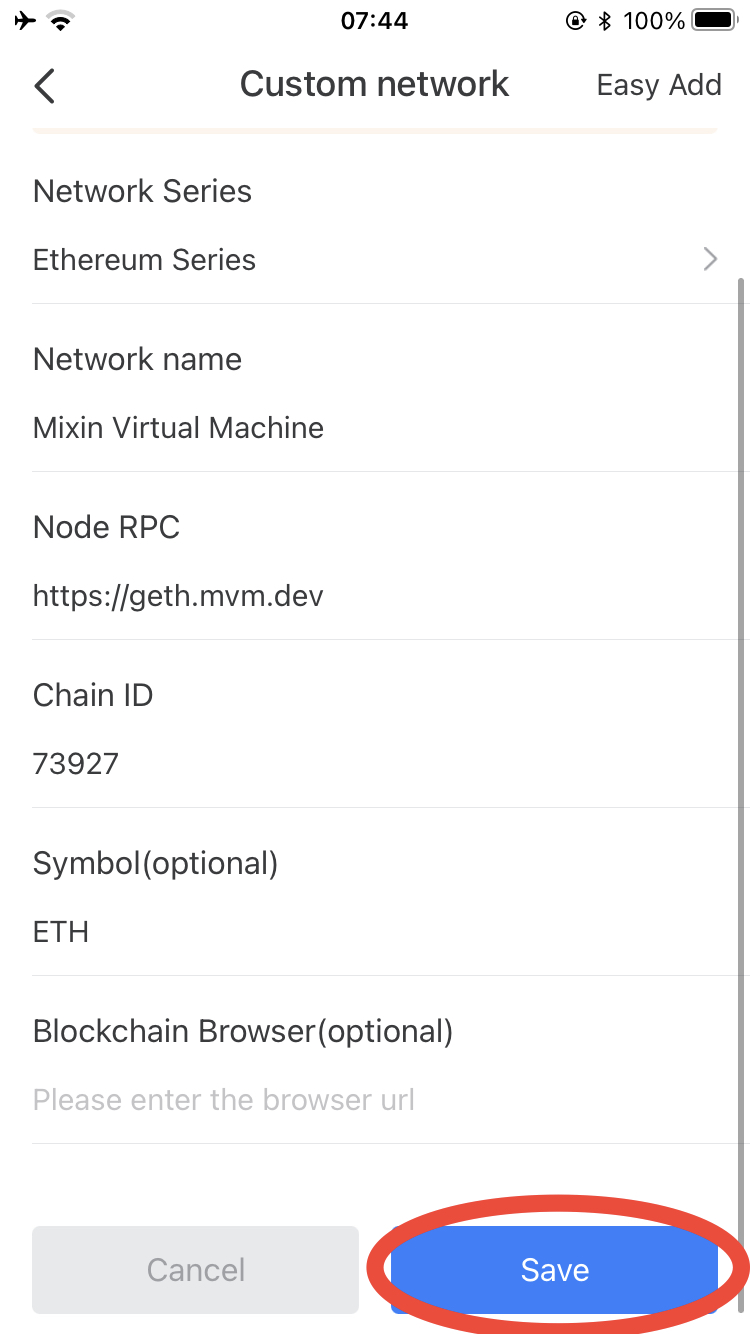 07:44
100%
Custom network
Easy Add
Network Series
Ethereum Series
Network name
Mixin Virtual Machine
Node RPC
https://geth.mvm.dev
Chain ID
73927
Symbol(optional)
ETH
Blockchain Browser(optional)
Please enter the browser url
Cancel
Save